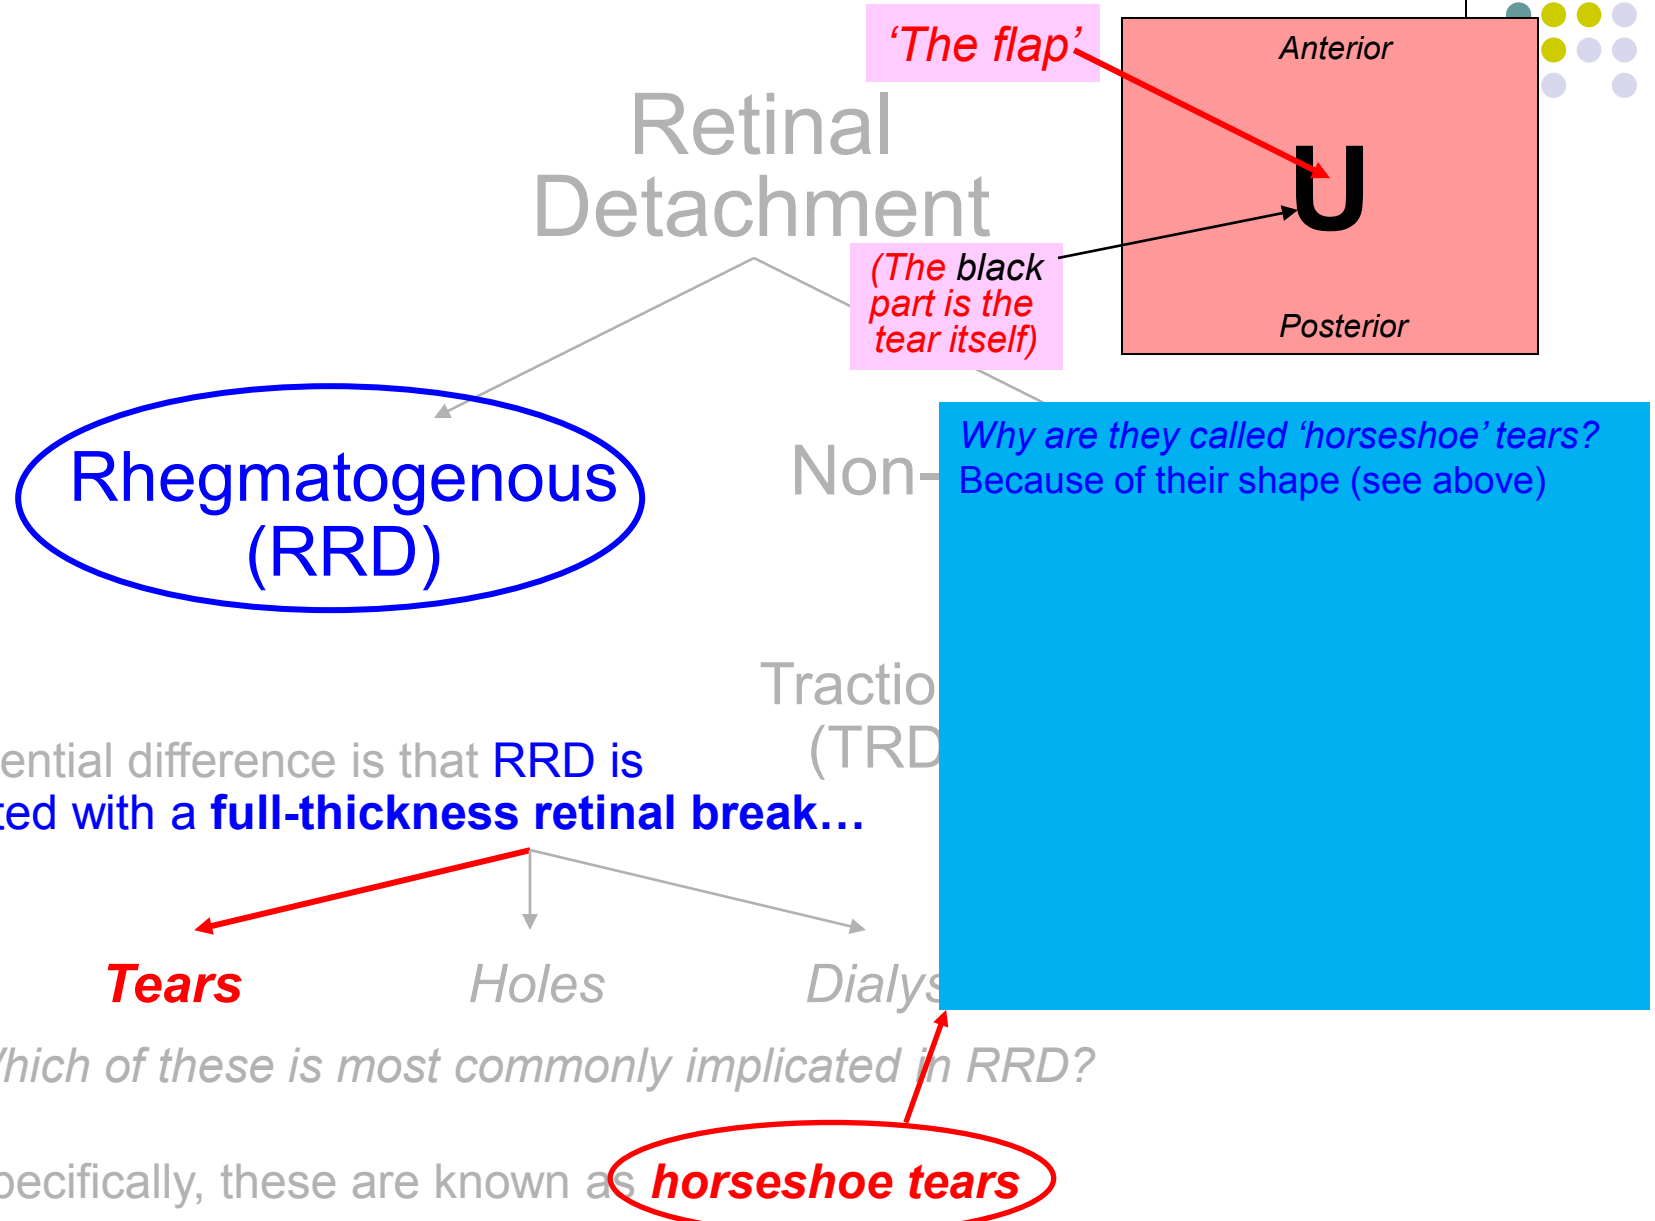 ‘The flap’
Anterior
U
Posterior
Retinal
Detachment
(The black
part is the
tear itself)
Rhegmatogenous
(RRD)
Non-
Why are they called ‘horseshoe’ tears?
Because of their shape (see above)
Tractio
(TRD
ential difference is that RRD is
ted with a full-thickness retinal break…
Tears
Holes
Dialys
Which of these is most commonly implicated in RRD?
pecifically, these are known as horseshoe tears